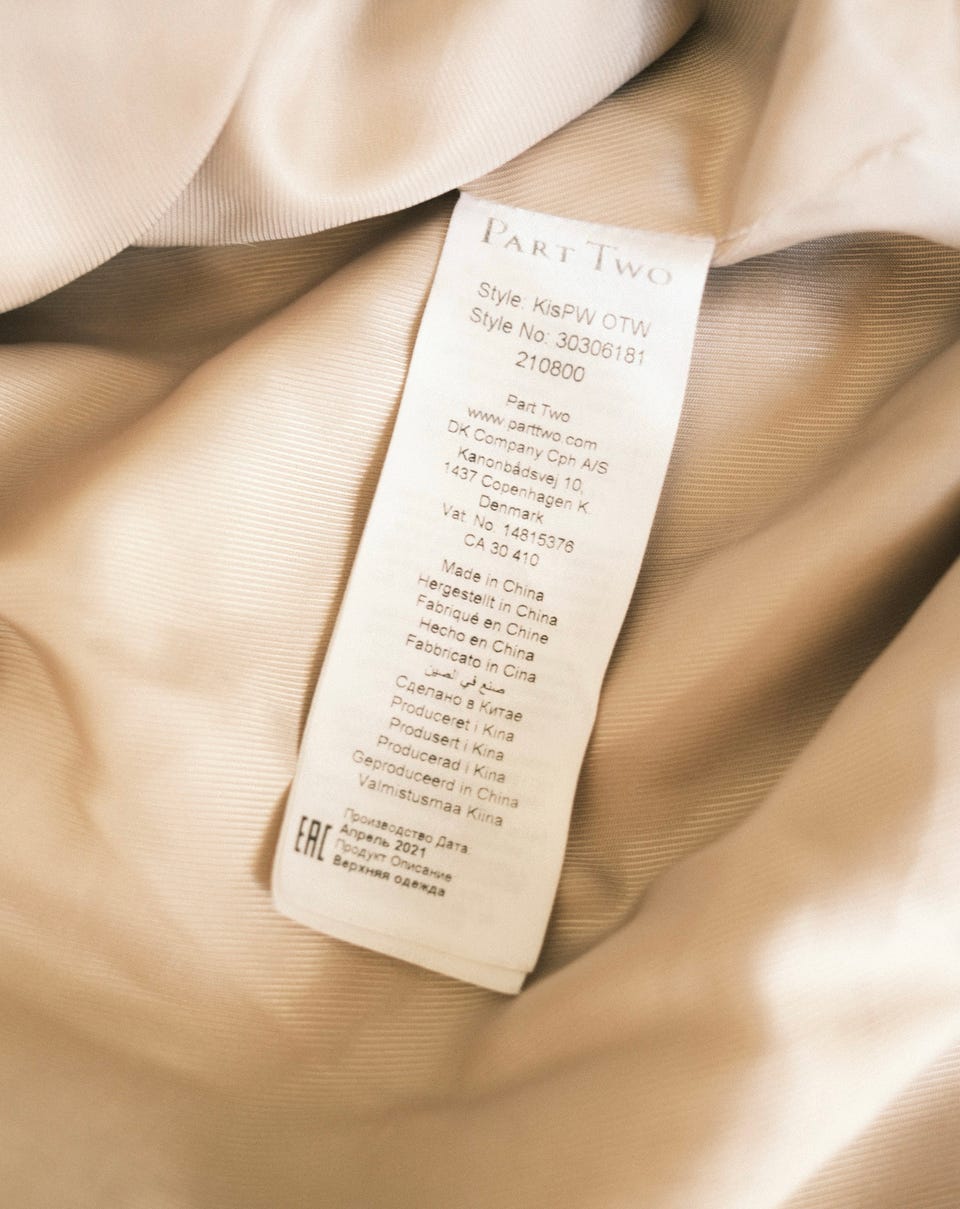 PART TWO
Style: KisPW OTW
Style No: 30306181
210800
Part Two
www.parttwo.com
DK Company Cph A/S
Kanonbådsvej 10,
1437 Copenhagen K.
Denmark
Vat. No. 14815376
CA 30 410
Made in China
Hergestellt in China
Fabriqué en Chine
Hecho en China
Fabbricato in Cina
صنع في الصين
Сделано в Китае
Produceret i Kina
Produsert i Kina
Producerad i Kina
Geproduceerd in China
Valmistusmaa Kiina
Производство Дата:
Апрель 2021
Продукт Описание
Верхняя одежда
EAC